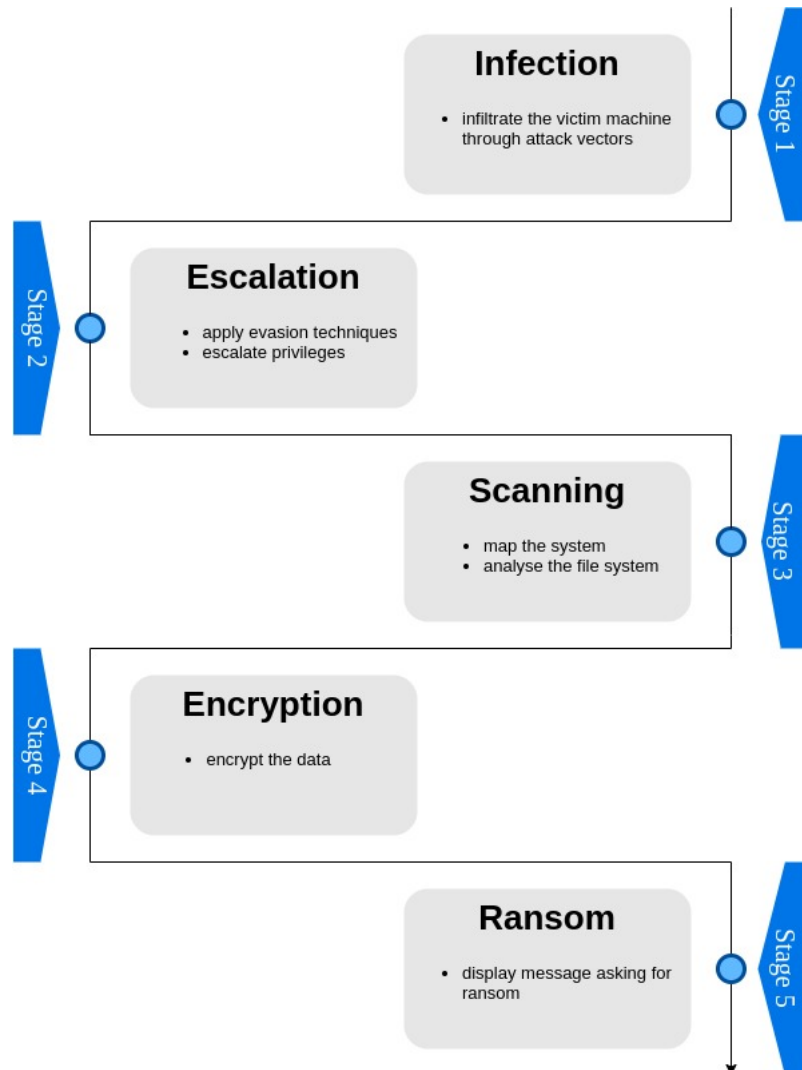 Infection
• infiltrate the victim machine
through attack vectors
Stage 1
Escalation
• apply evasion techniques
• escalate privileges
Stage 2
Scanning
• map the system
• analyse the file system
Stage 3
Encryption
• encrypt the data
Stage 4
Ransom
• display message asking for
ransom
Stage 5